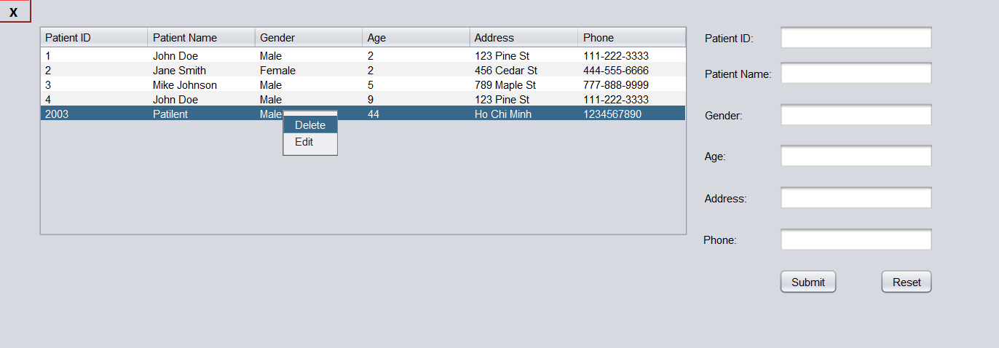 X
Patient ID Patient Name Gender Age Address Phone
1 John Doe Male 2 123 Pine St 111-222-3333
2 Jane Smith Female 2 456 Cedar St 444-555-6666
3 Mike Johnson Male 5 789 Maple St 777-888-9999
4 John Doe Male 9 123 Pine St 111-222-3333
2003 Patilent Male 44 Ho Chi Minh 1234567890
Delete
Edit
Patient ID:
Patient Name:
Gender:
Age:
Address:
Phone:
Submit Reset